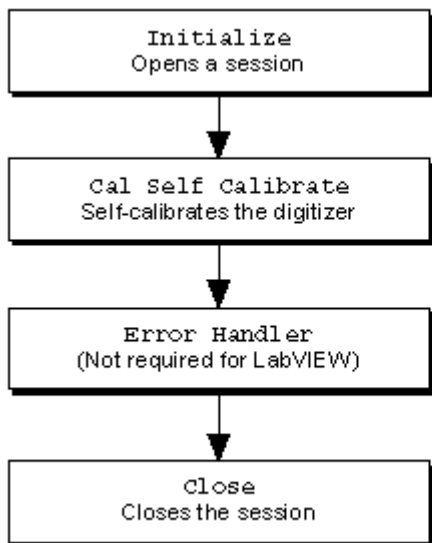 Initialize
Opens a session
Cal Self Calibrate
Self-calibrates the digitizer
Error Handler
(Not required for LabVIEW)
Close
Closes the session